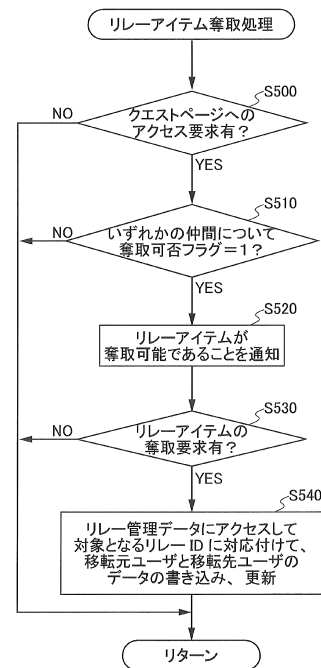 リレーアイテム奪取処理
S500
クエストページへの
アクセス要求有？
NO
YES
S510
いずれかの仲間について
奪取可否フラグ＝１？
NO
YES
S520
リレーアイテムが
奪取可能であることを通知
S530
リレーアイテムの
奪取要求有？
NO
YES
S540
リレー管理データにアクセスして
対象となるリレー ID に対応付けて、
移転元ユーザと移転先ユーザの
データの書き込み、更新
リターン